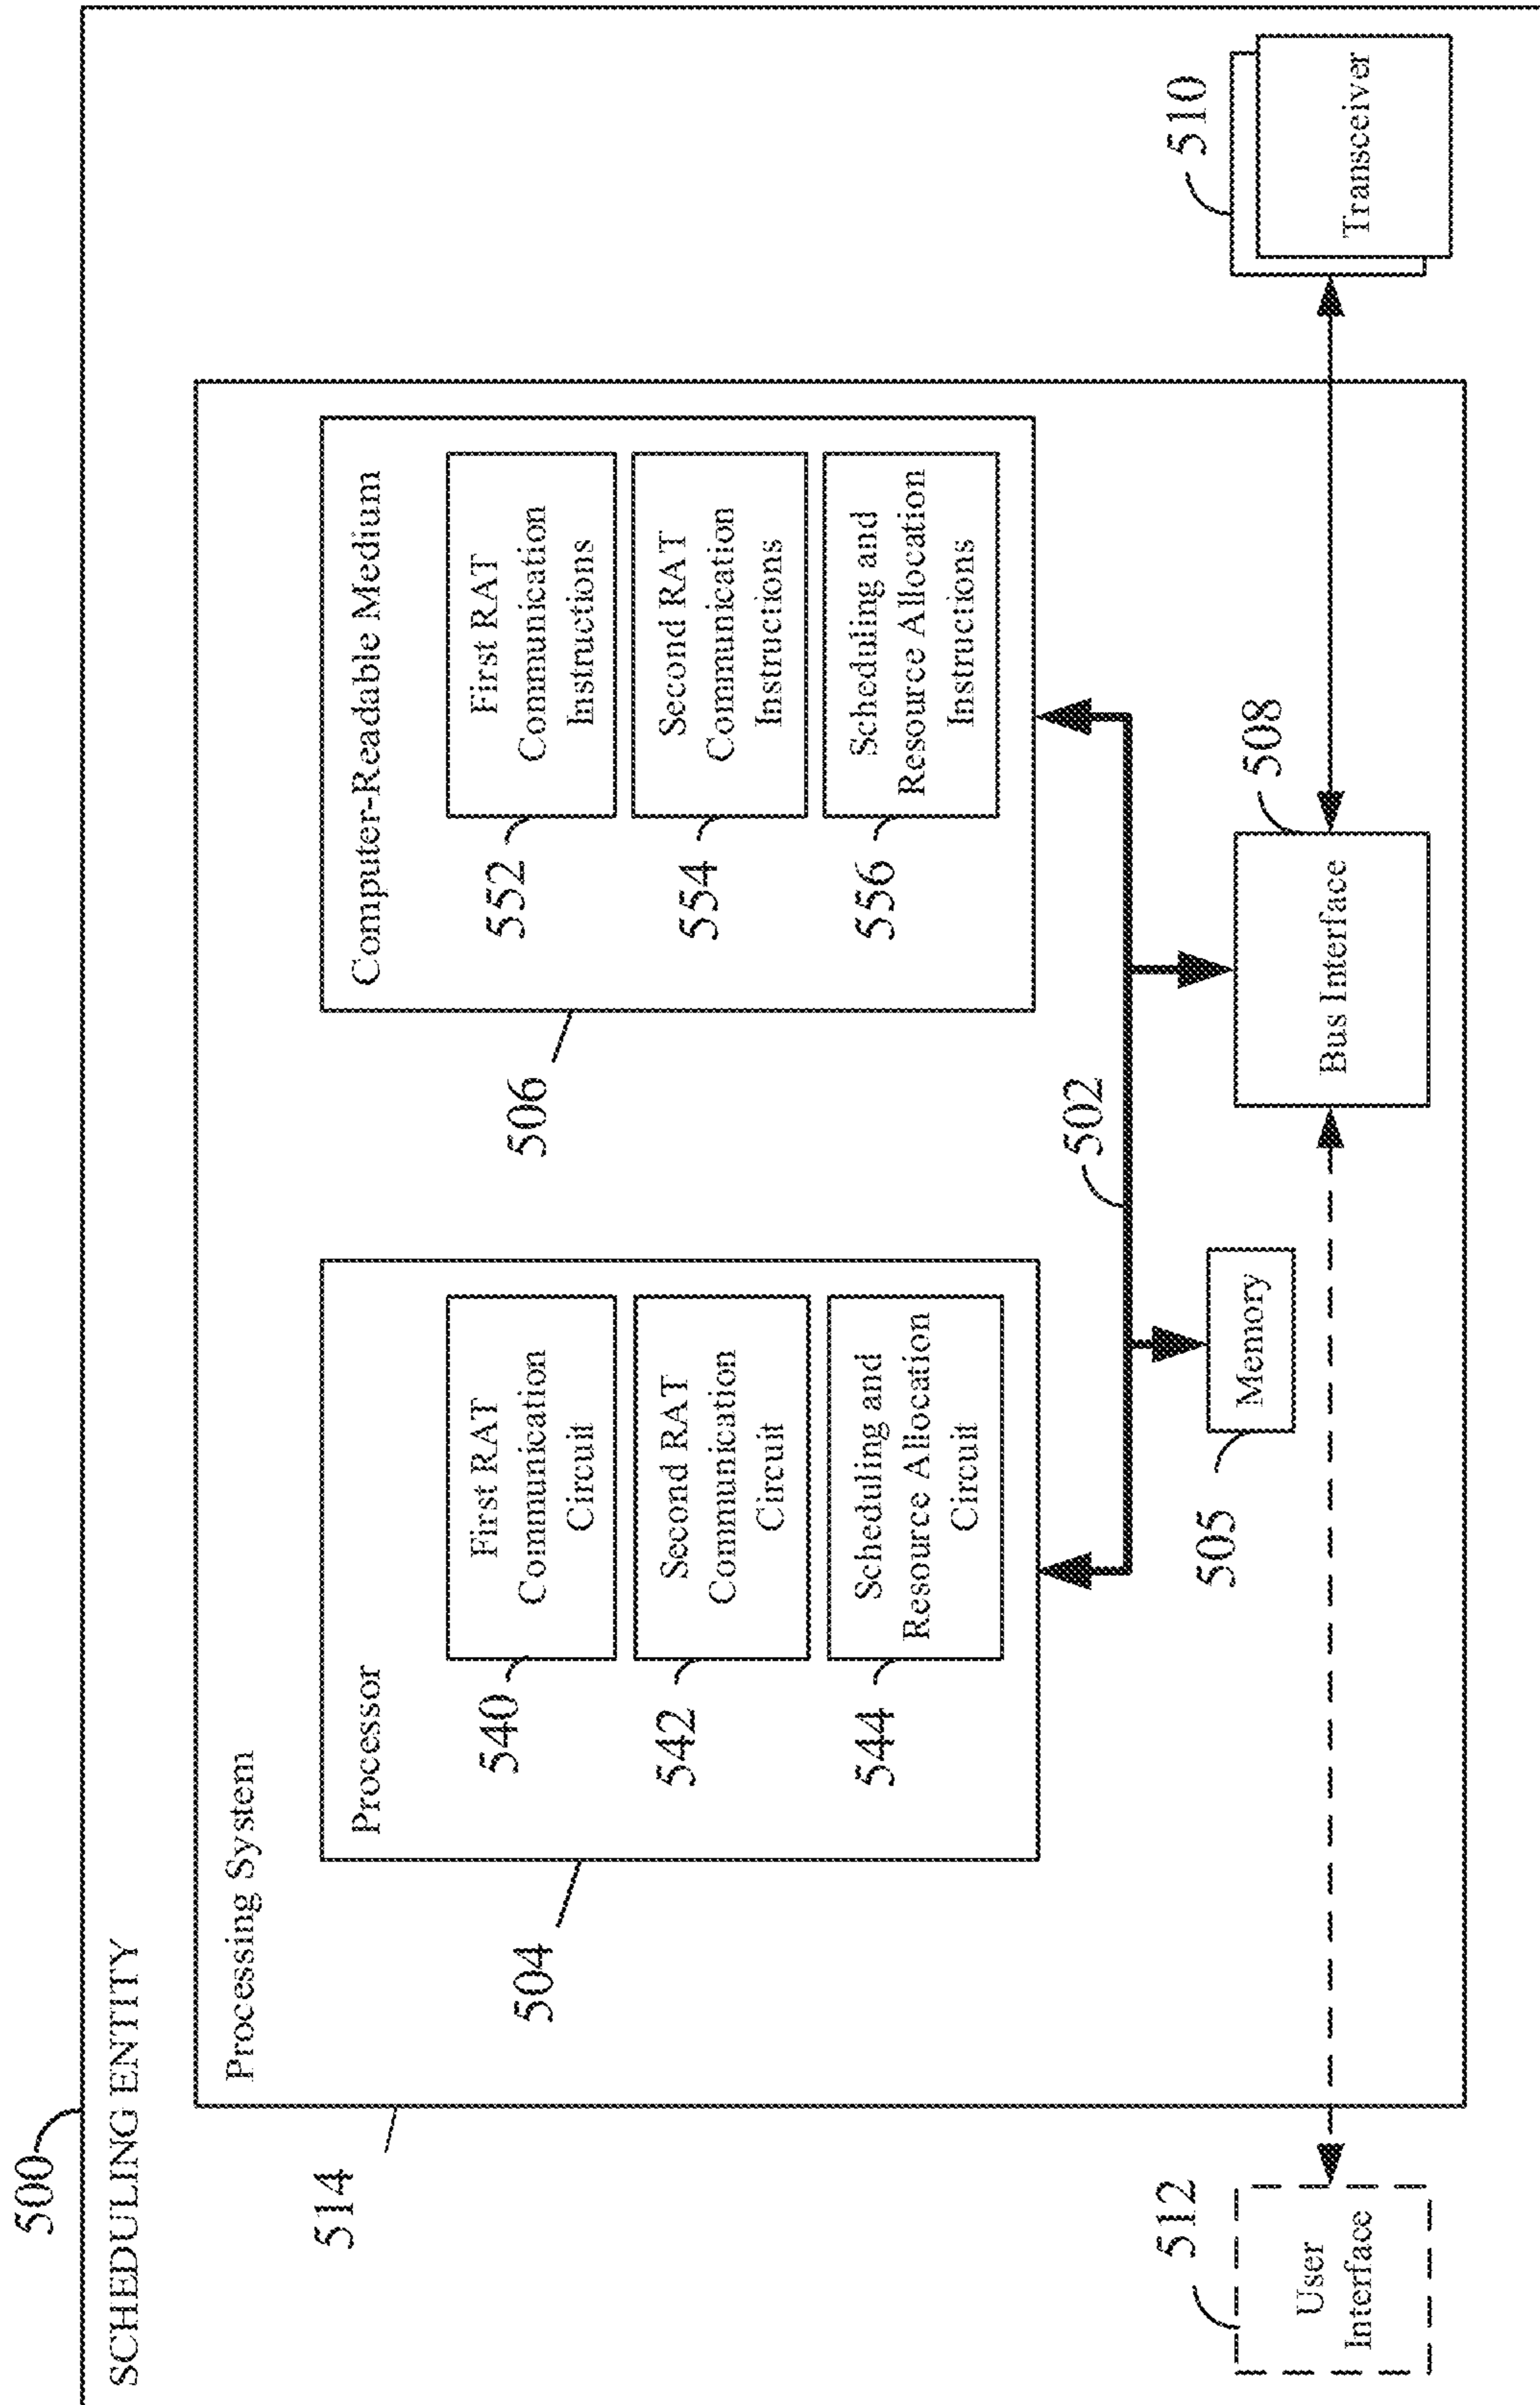 500
SCHEDULING ENTITY
514
Processing System
504
Processor
540
First RAT
Communication
Circuit
542
Second RAT
Communication
Circuit
544
Scheduling and
Resource Allocation
Circuit
506
Computer-Readable Medium
552
First RAT
Communication
Instructions
554
Second RAT
Communication
Instructions
556
Scheduling and
Resource Allocation
Instructions
502
512
User
Interface
505
Memory
508
Bus Interface
510
Transceiver